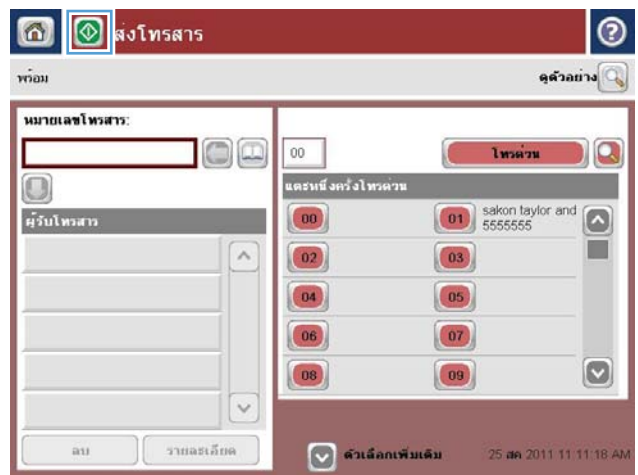 ส่งโทรสาร
พร้อม
ดูตัวอย่าง
หมายเลขโทรสาร:
00
โทรด่วน
แตะหนึ่งครั้งโทรด่วน
ผู้รับโทรสาร
00
01 sakon taylor and
5555555
02
03
04
05
06
07
08
09
ลบ
รายละเอียด
ตัวเลือกเพิ่มเติม
25 สค 2011 11:11:18 AM